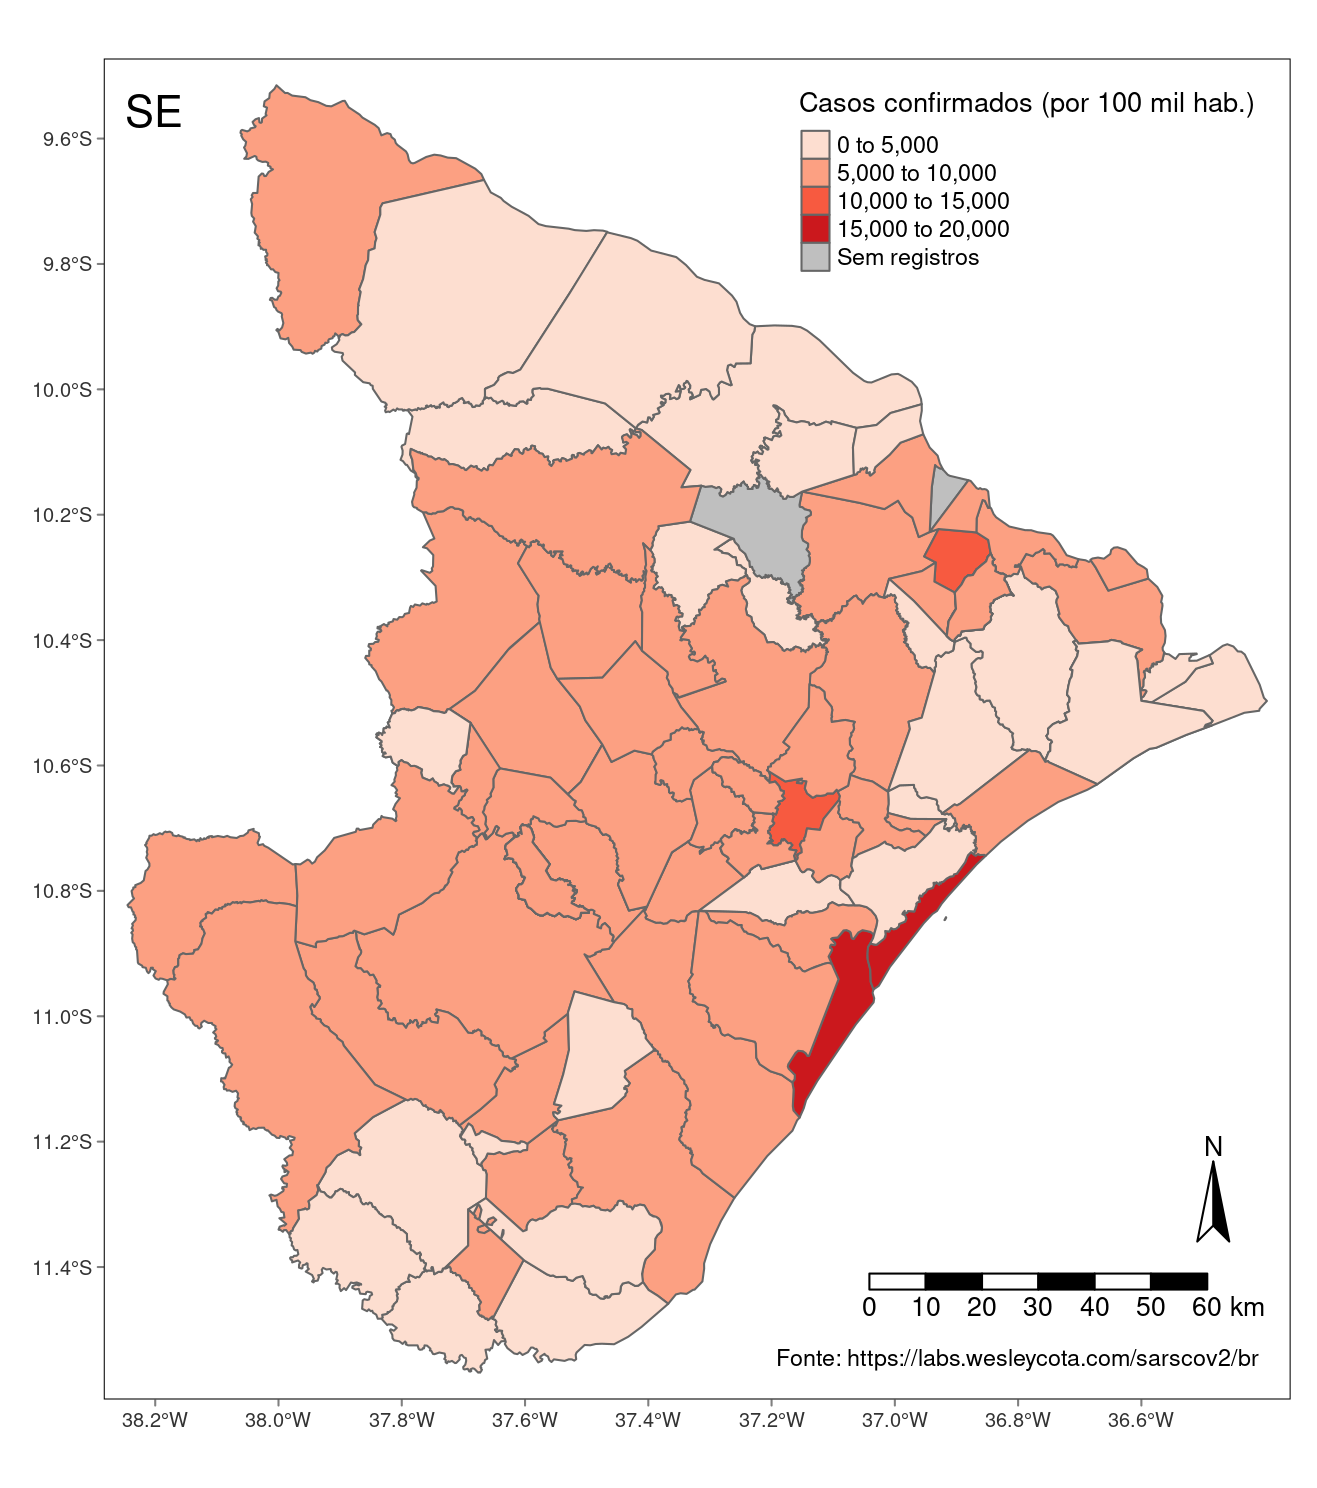 SE
Casos confirmados (por 100 mil hab.)
0 to 5,000
5,000 to 10,000
10,000 to 15,000
15,000 to 20,000
Sem registros
9.6°S
9.8°S
10.0°S
10.2°S
10.4°S
10.6°S
10.8°S
11.0°S
11.2°S
11.4°S
N
0 10 20 30 40 50 60 km
Fonte: https://labs.wesleycota.com/sarscov2/br
38.2°W 38.0°W 37.8°W 37.6°W 37.4°W 37.2°W 37.0°W 36.8°W 36.6°W